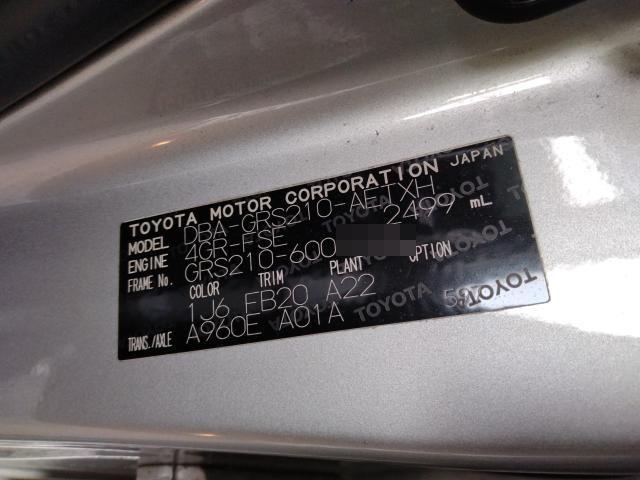 TOYOTA MOTOR CORPORATION JAPAN
MODEL DBA-GRS210-AETXH
ENGINE 4GR-FSE 2499 mL
FRAME No. GRS210-600
COLOR TRIM PLANT OPTION
1J6 FB20 A22
TRANS./AXLE A960E A01A 591